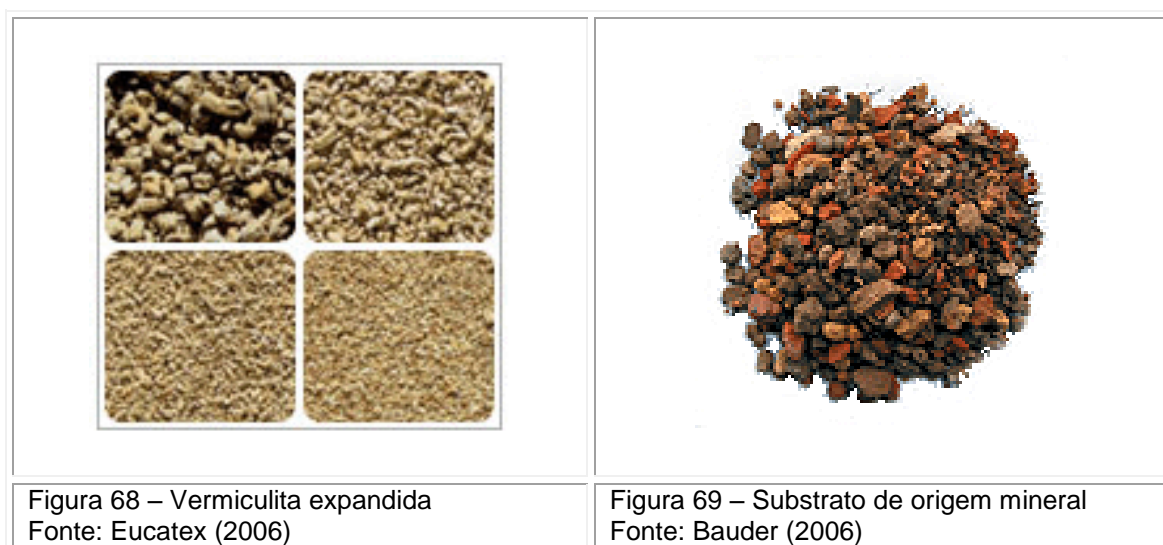 Figura 68 – Vermiculita expandida
Fonte: Eucatex (2006)
Figura 69 – Substrato de origem mineral
Fonte: Bauder (2006)